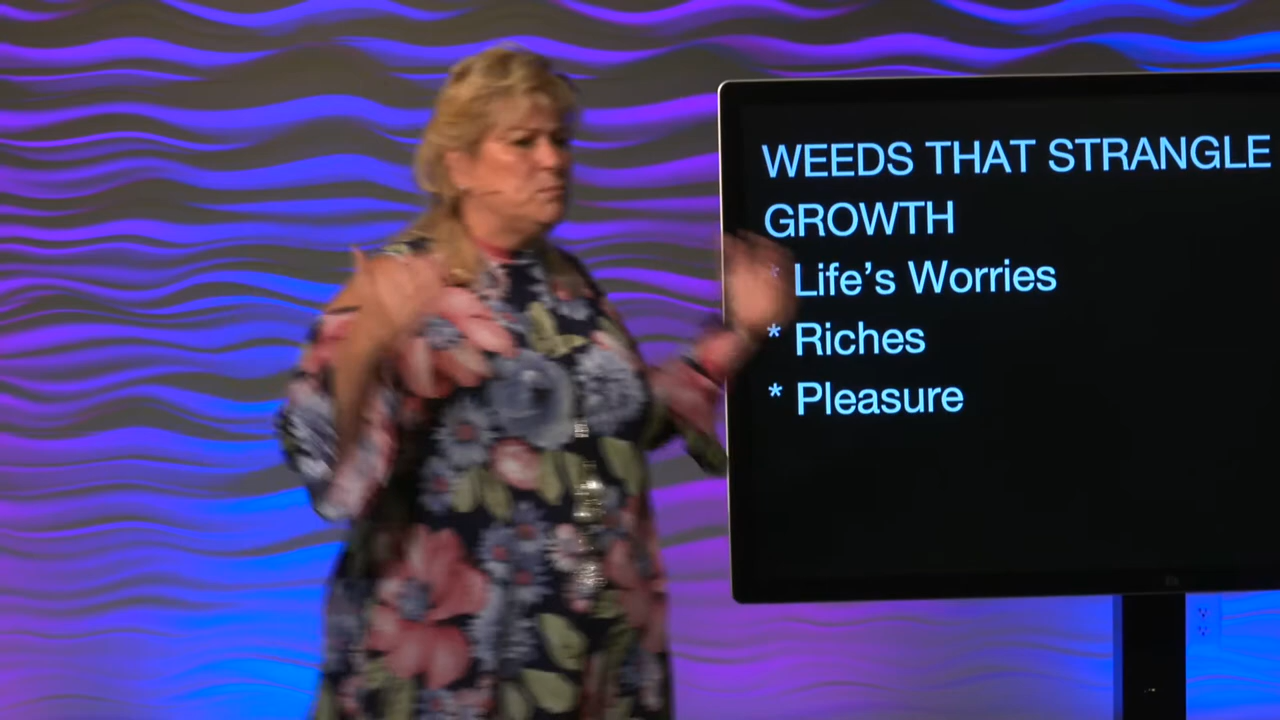 WEEDS THAT STRANGLE
GROWTH
* Life’s Worries
* Riches
* Pleasure